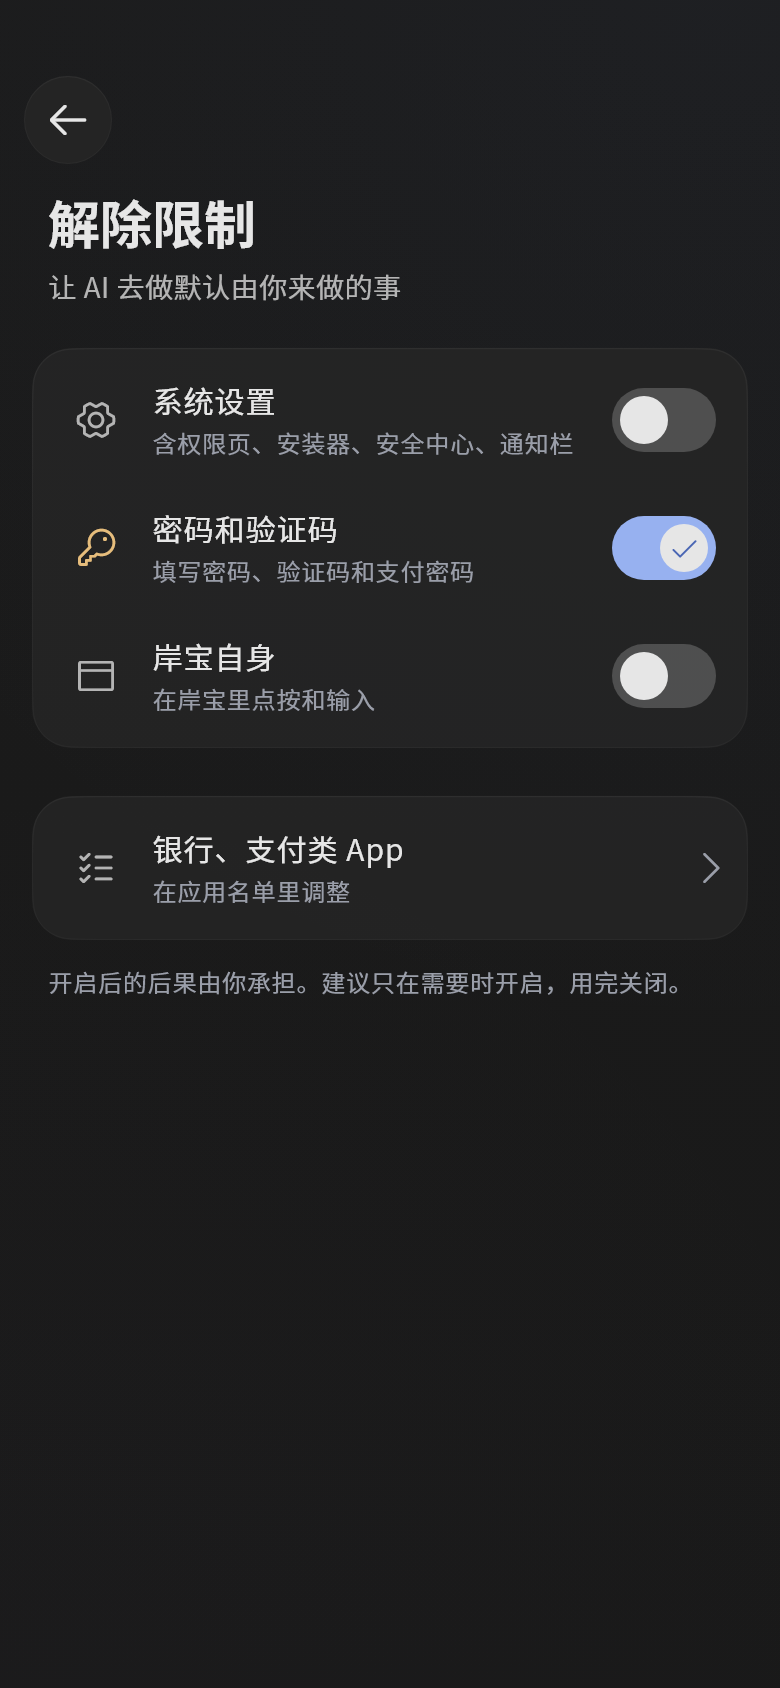 解除限制
让 AI 去做默认由你来做的事
系统设置
含权限页、安装器、安全中心、通知栏
密码和验证码
填写密码、验证码和支付密码
岸宝自身
在岸宝里点按和输入
银行、支付类 App
在应用名单里调整
开启后的后果由你承担。建议只在需要时开启，用完关闭。